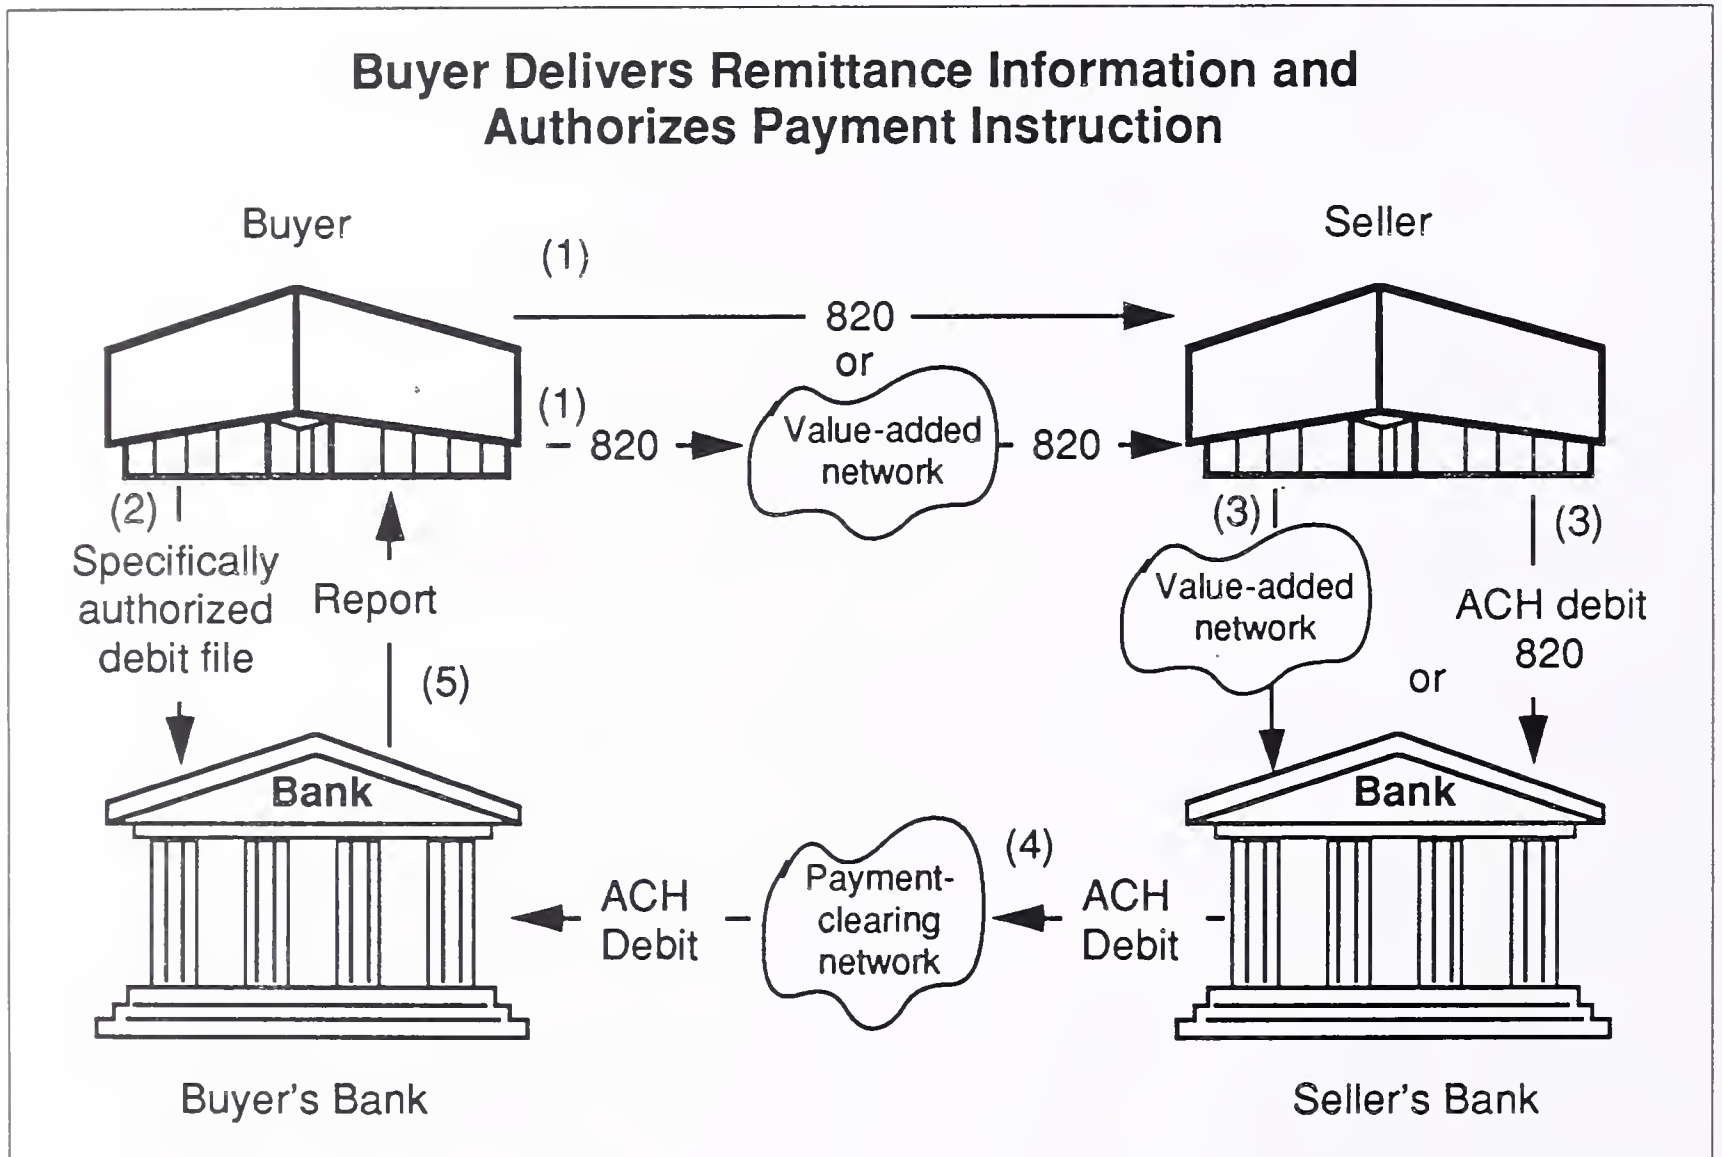 Buyer Delivers Remittance Information and
Authorizes Payment Instruction
Buyer
Seller
(1)
820
or
(1)
820
Value-added
network
820
(2)
Specifically
authorized
debit file
Report
(5)
(3)
Value-added
network
(3)
ACH debit
820
or
Bank
Bank
ACH
Debit
Payment-
clearing
network
(4)
ACH
Debit
Buyer's Bank
Seller's Bank